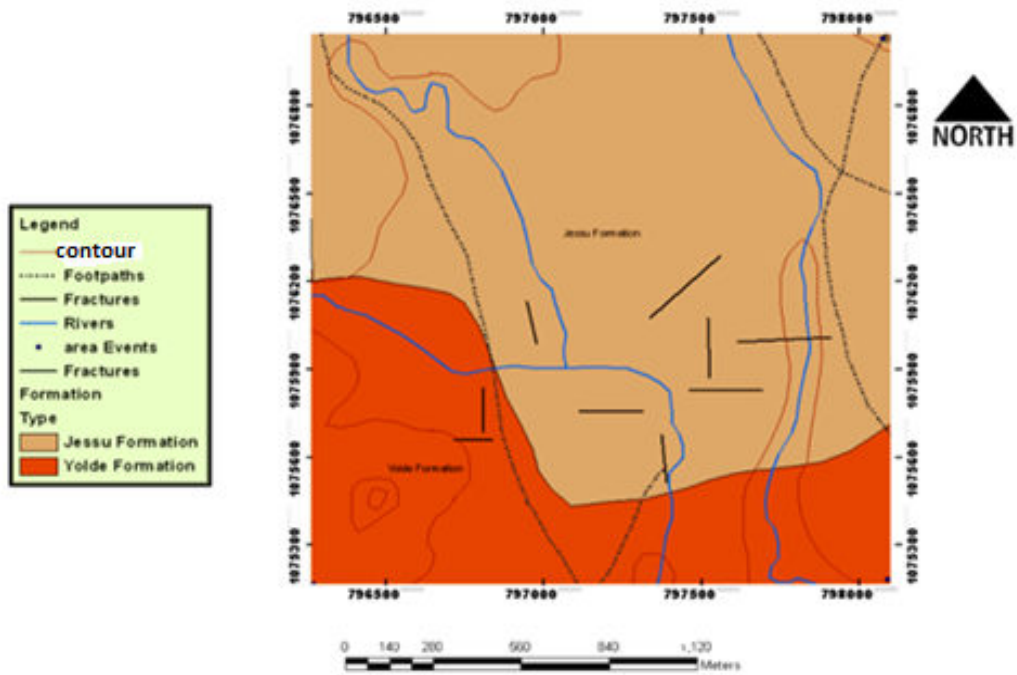 796500 797000 797500 798000
1076800
1076500
1076200
1075900
1075600
1075300
1076800
1076500
1076200
1075900
1075600
1075300
NORTH
Jessu Formation
Yolde Formation
Legend
contour
Footpaths
Fractures
Rivers
area Events
Fractures
Formation
Type
Jessu Formation
Yolde Formation
796500 797000 797500 798000
0 140 280 560 840 1,120
Meters